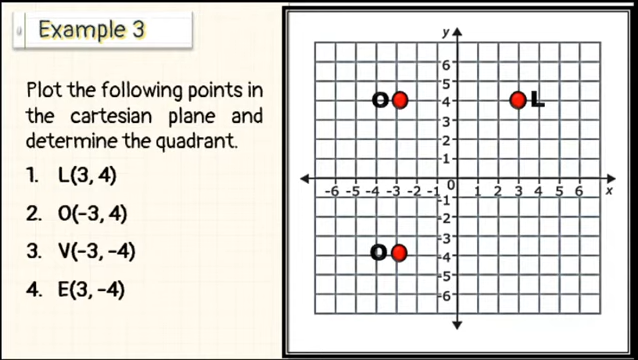 Example 3
Plot the following points in
the cartesian plane and
determine the quadrant.
1. L(3, 4)
2. O(-3, 4)
3. V(-3, -4)
4. E(3, -4)
y
6
5
O L
4
3
2
1
-6 -5 -4 -3 -2 -1 0 1 2 3 4 5 6 x
-1
-2
-3
O
-4
-5
-6